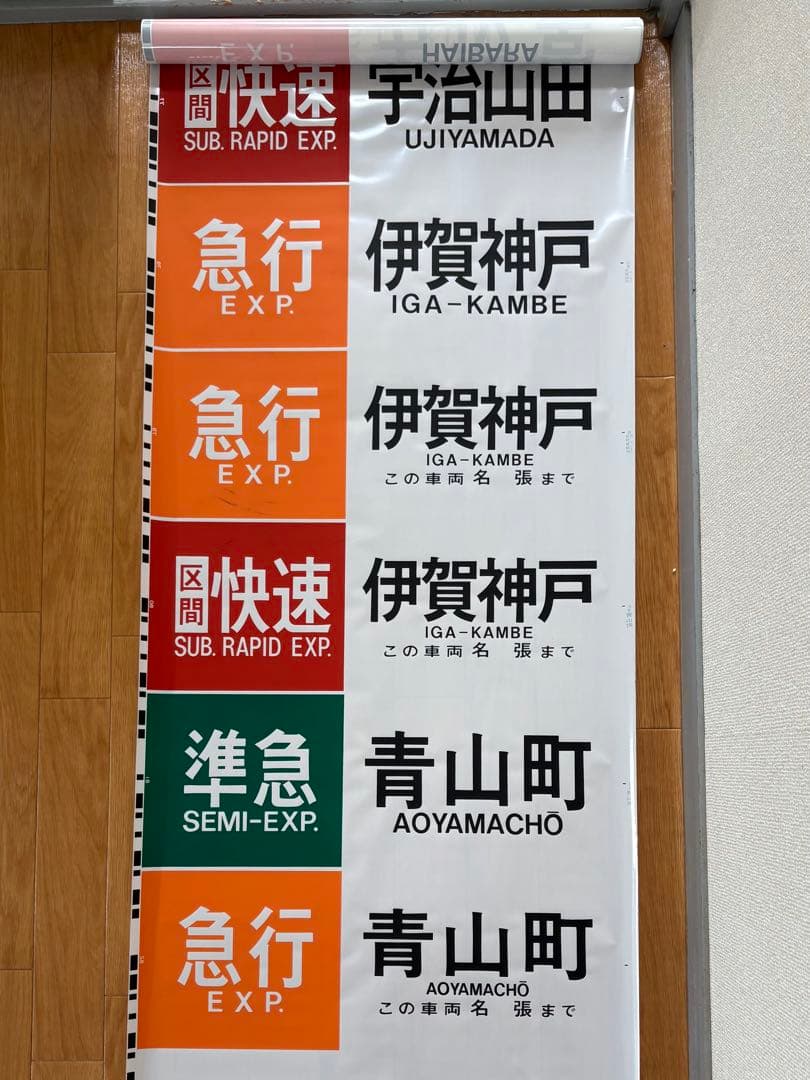 EXP.
HAIBARA
区間 快速 宇治山田
SUB. RAPID EXP. UJIYAMADA
急行 伊賀神戸
EXP. IGA-KAMBE
急行 伊賀神戸
EXP. IGA-KAMBE
この車両 名 張 まで
区間 快速 伊賀神戸
SUB. RAPID EXP. IGA-KAMBE
この車両 名 張 まで
準急 青山町
SEMI-EXP. AOYAMACHŌ
急行 青山町
EXP. AOYAMACHŌ
この車両 名 張 まで